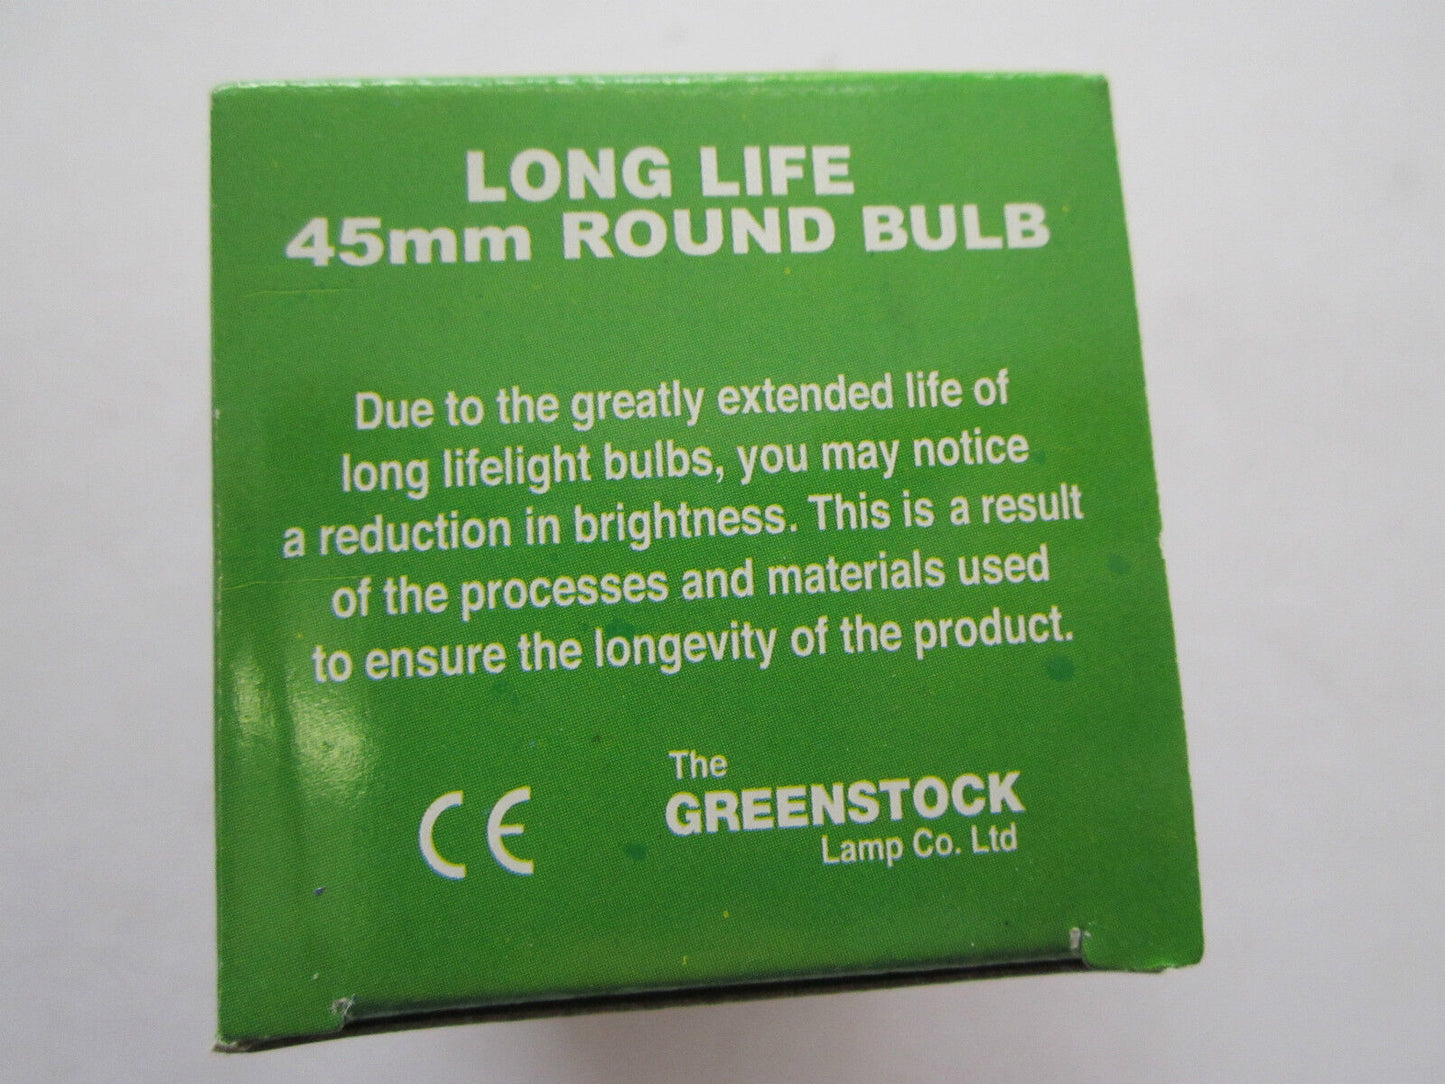 LONG LIFE
45mm ROUND BULB
Due to the greatly extended life of
long lifelight bulbs, you may notice
a reduction in brightness. This is a result
of the processes and materials used
to ensure the longevity of the product.
CE
The
GREENSTOCK
Lamp Co. Ltd